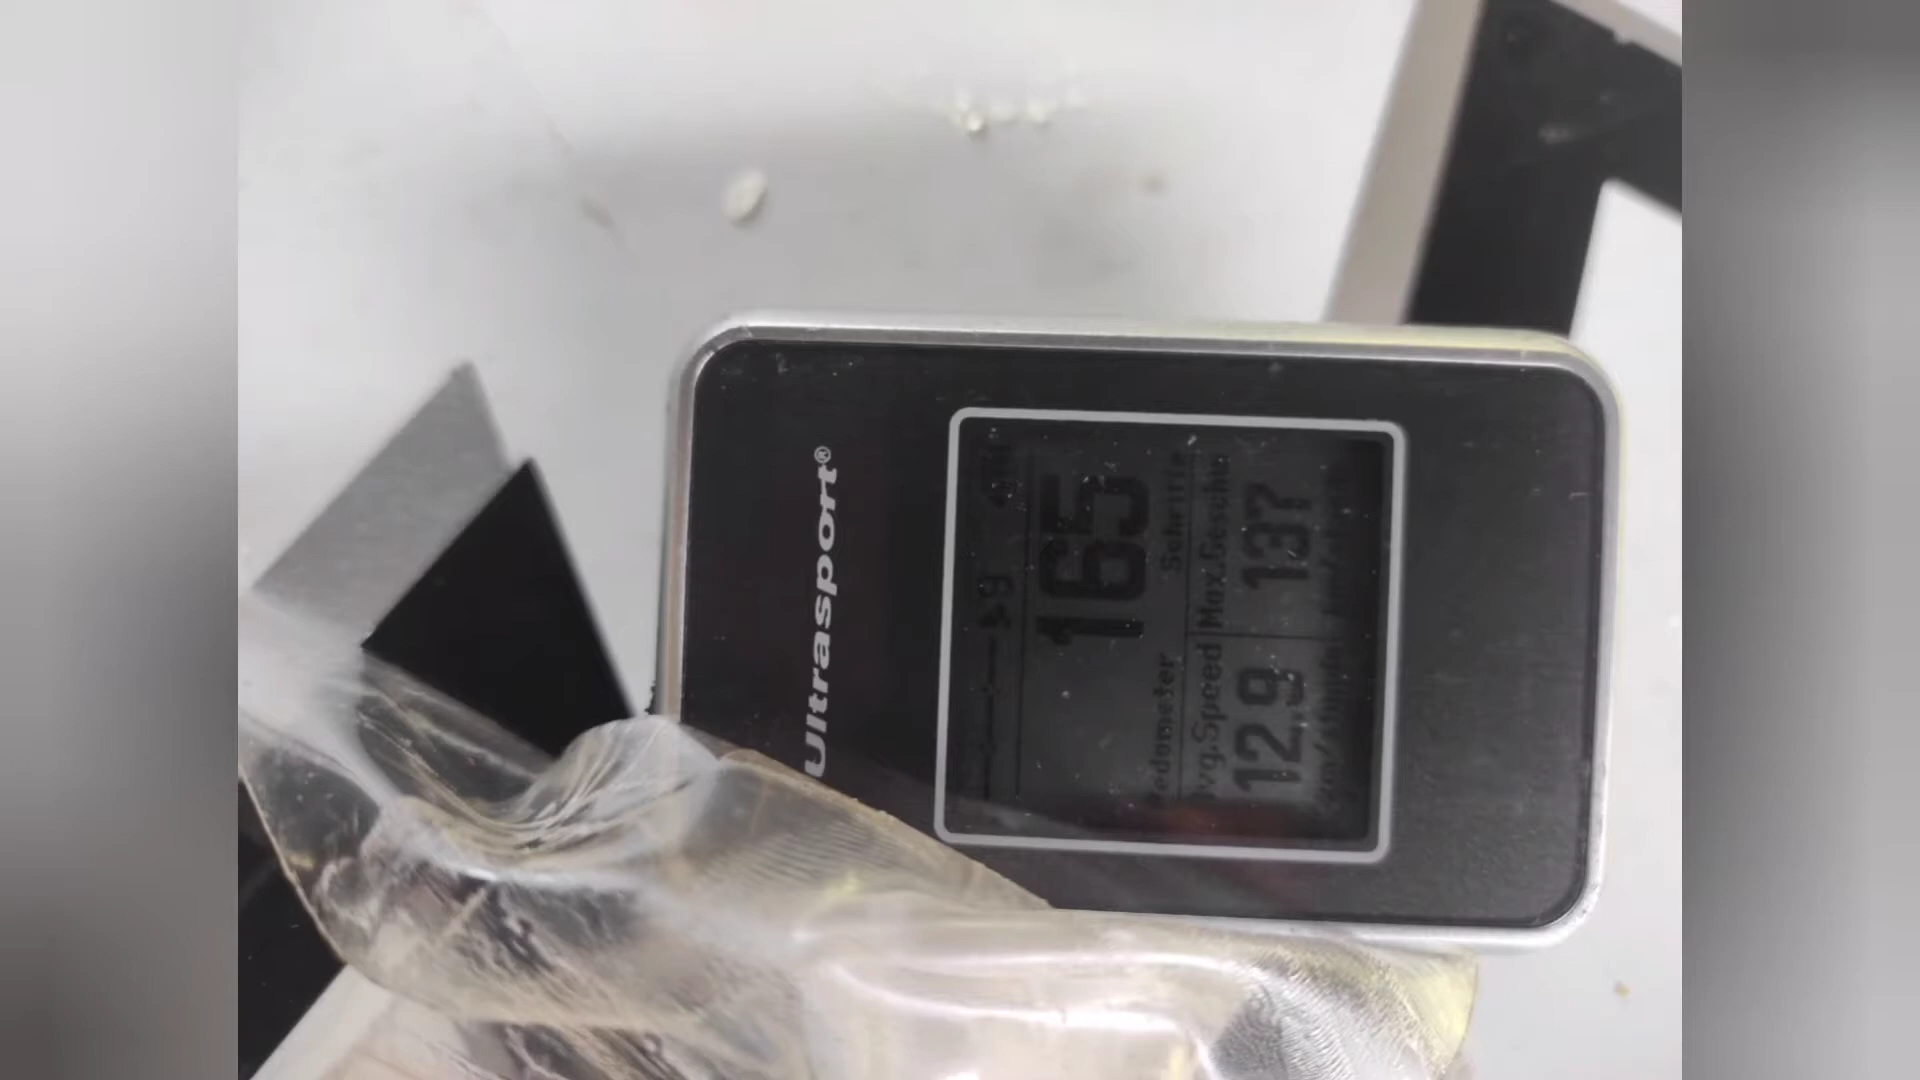 Ultrasport®
165
Pedometer Schritte
Avg.Speed Max.Geschw
12.9 137